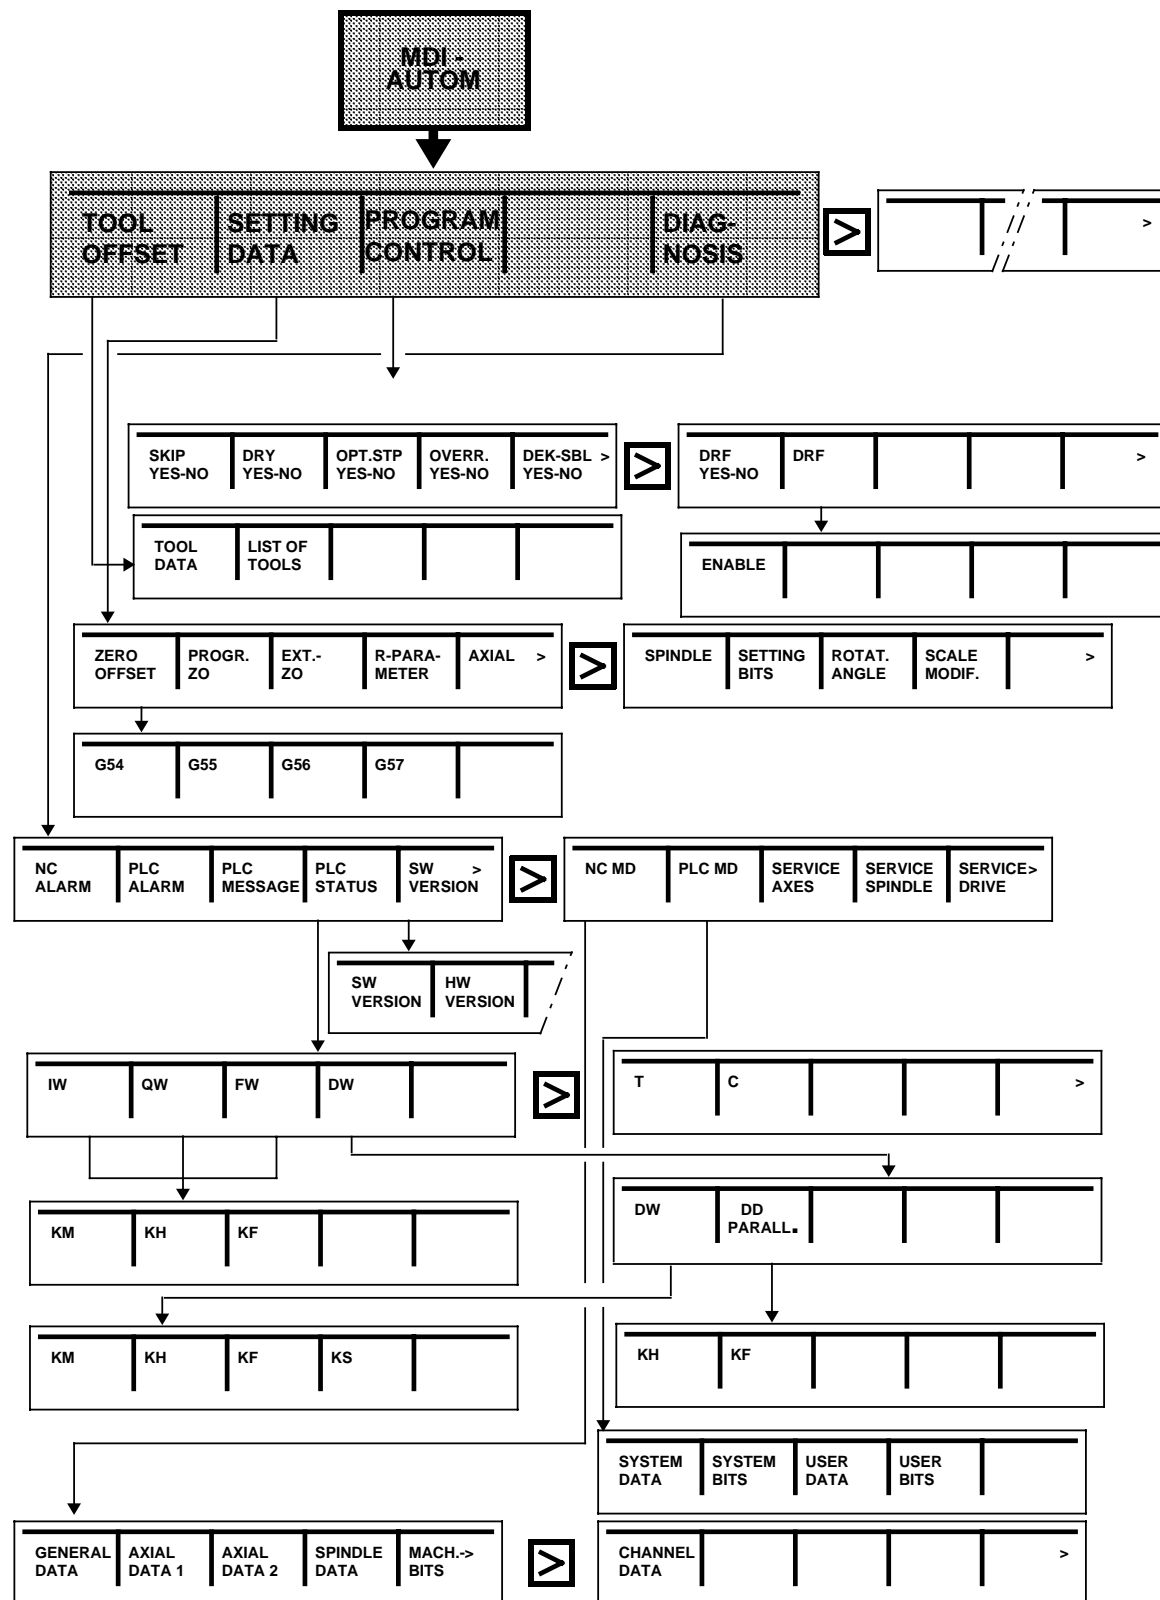 MDI -
AUTOM
TOOL
OFFSET
SETTING
DATA
PROGRAM
CONTROL
DIAG-
NOSIS
>
>
SKIP
YES-NO
DRY
YES-NO
OPT.STP
YES-NO
OVERR.
YES-NO
DEK-SBL >
YES-NO
>
DRF
YES-NO
DRF
>
TOOL
DATA
LIST OF
TOOLS
ENABLE
ZERO
OFFSET
PROGR.
ZO
EXT.-
ZO
R-PARA-
METER
AXIAL >
>
SPINDLE
SETTING
BITS
ROTAT.
ANGLE
SCALE
MODIF.
>
G54
G55
G56
G57
NC
ALARM
PLC
ALARM
PLC
MESSAGE
PLC
STATUS
SW >
VERSION
>
NC MD
PLC MD
SERVICE
AXES
SERVICE
SPINDLE
SERVICE>
DRIVE
SW
VERSION
HW
VERSION
IW
QW
FW
DW
>
T
C
>
KM
KH
KF
DW
DD
PARALL.
KM
KH
KF
KS
KH
KF
SYSTEM
DATA
SYSTEM
BITS
USER
DATA
USER
BITS
GENERAL
DATA
AXIAL
DATA 1
AXIAL
DATA 2
SPINDLE
DATA
MACH.->
BITS
>
CHANNEL
DATA
>